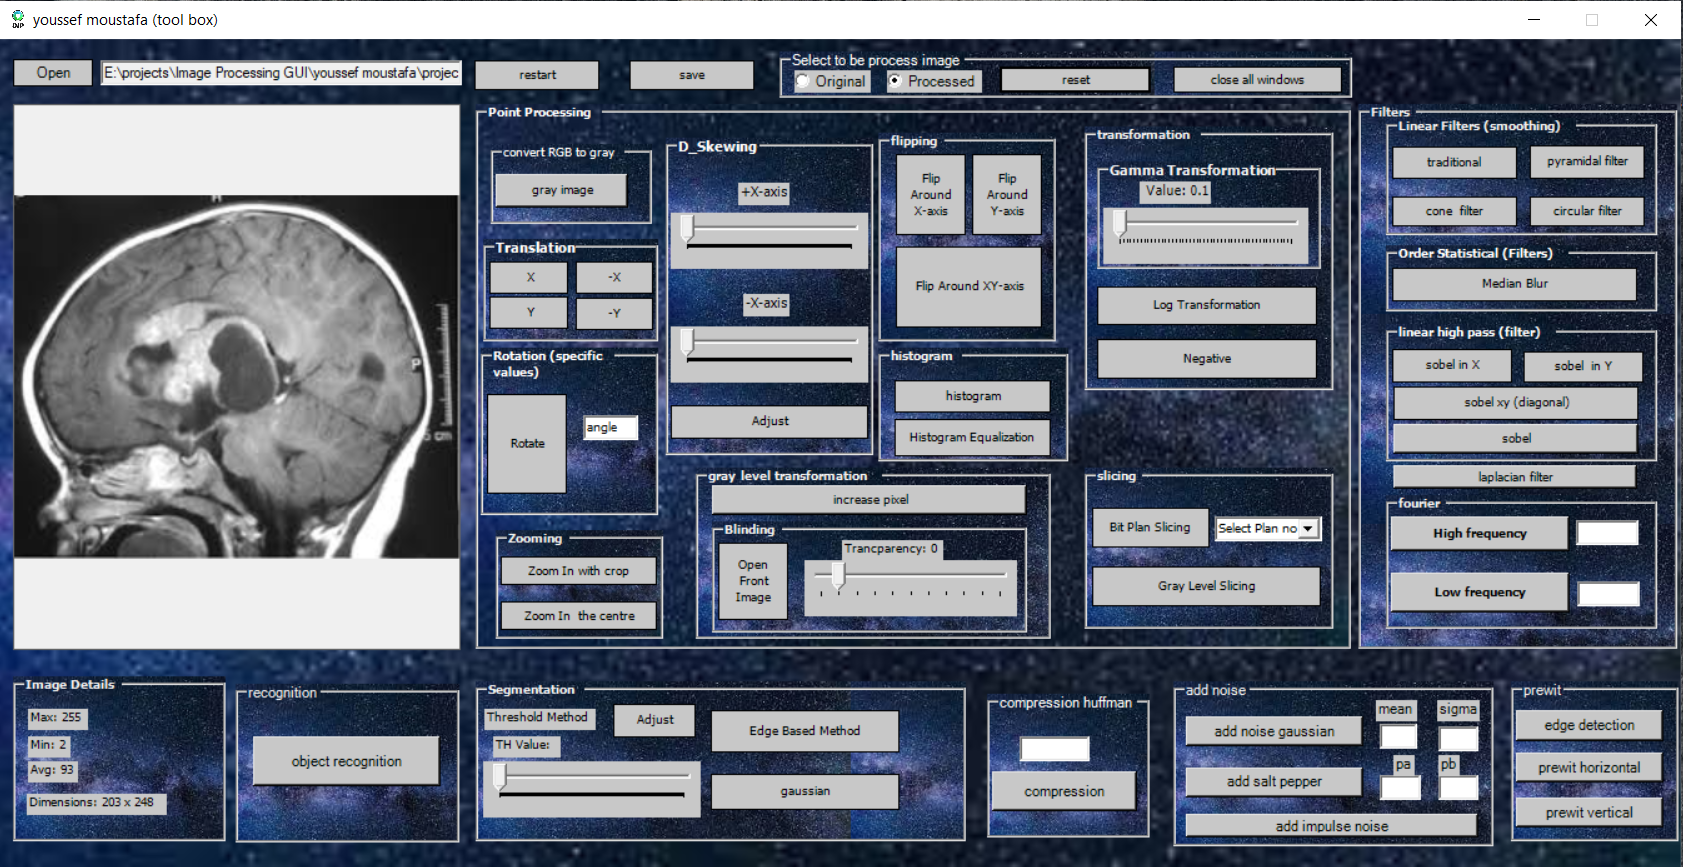 youssef moustafa (tool box)
Open
E:\projects\Image Processing GUI\youssef moustafa\projec
restart
save
Select to be process image
Original
Processed
reset
close all windows
P
cm
Point Processing
convert RGB to gray
gray image
Translation
X
-X
Y
-Y
Rotation (specific
values)
Rotate
angle
Zooming
Zoom In with crop
Zoom In the centre
D_Skewing
+X-axis
-X-axis
Adjust
flipping
Flip
Around
X-axis
Flip
Around
Y-axis
Flip Around XY-axis
histogram
histogram
Histogram Equalization
gray level transformation
increase pixel
Blinding
Open
Front
Image
Trancparency: 0
transformation
Gamma Transformation
Value: 0.1
Log Transformation
Negative
slicing
Bit Plan Slicing
Select Plan no
Gray Level Slicing
Filters
Linear Filters (smoothing)
traditional
pyramidal filter
cone filter
circular filter
Order Statistical (Filters)
Median Blur
linear high pass (filter)
sobel in X
sobel in Y
sobel xy (diagonal)
sobel
laplacian filter
fourier
High frequency
Low frequency
Image Details
Max: 255
Min: 2
Avg: 93
Dimensions: 203 x 248
recognition
object recognition
Segmentation
Threshold Method
Adjust
TH Value:
Edge Based Method
gaussian
compression huffman
compression
add noise
mean
sigma
add noise gaussian
pa
pb
add salt pepper
add impulse noise
prewit
edge detection
prewit horizontal
prewit vertical